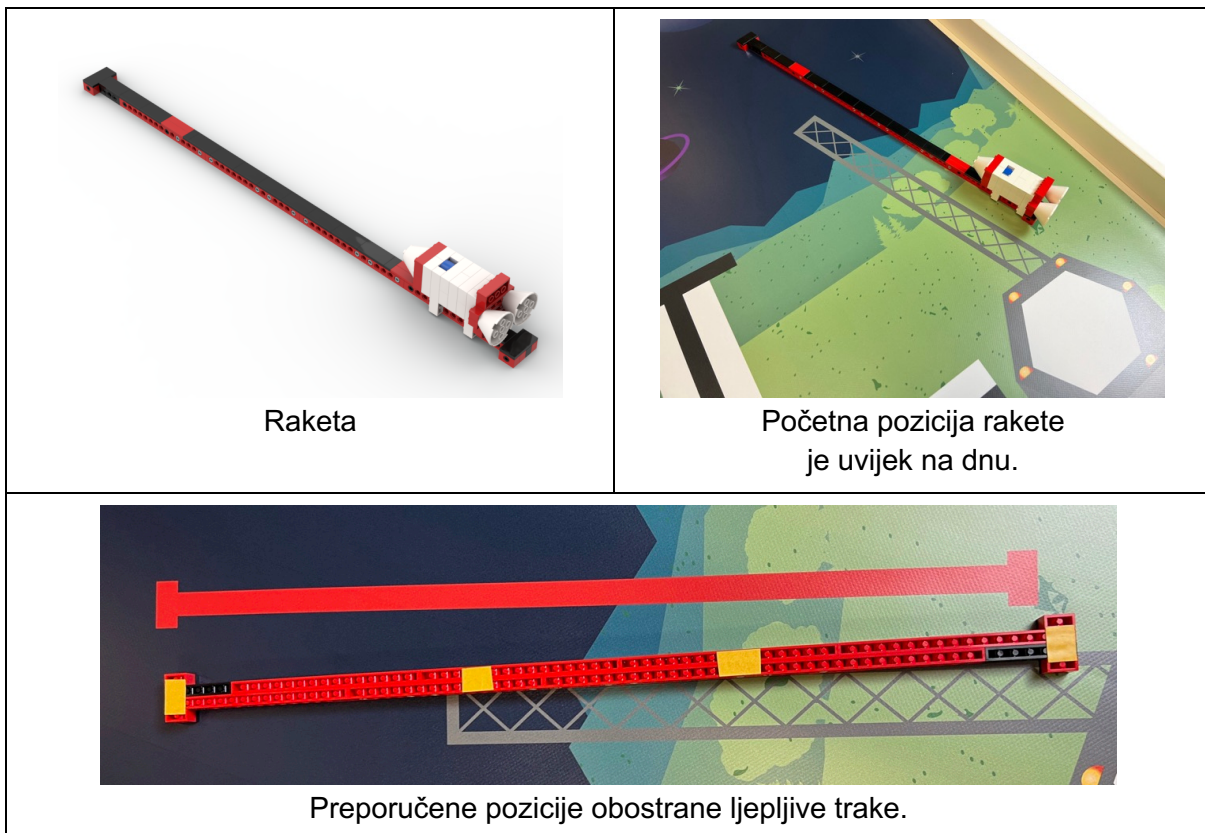 Raketa
Početna pozicija rakete
je uvijek na dnu.
Preporučene pozicije obostrane ljepljive trake.